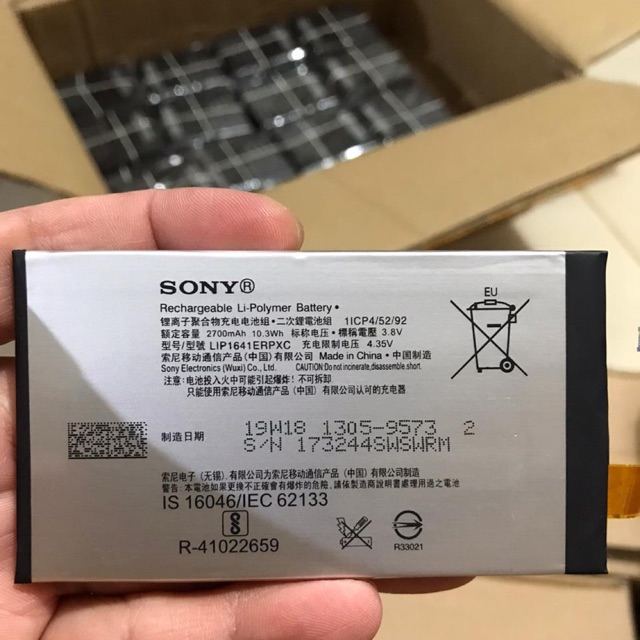 SONY®
Rechargeable Li-Polymer Battery •
锂离子聚合物充电电池组•二次鋰電池組 1ICP4/52/92
额定容量 2700mAh 10.3Wh 标称电压•標稱電壓 3.8V
型号/型號 LIP1641ERPXC 充电限制电压 4.35V
索尼移动通信产品(中国)有限公司 Made in China • 中国制造
Sony Electronics (Wuxi) Co., Ltd. CAUTION: Do not incinerate, disassemble, short.
注意: 电池投入火中可能引起爆炸! 不可拆卸
只能使用索尼移动通信产品(中国)有限公司认可的充电器
EU
制造日期
19W18 1305-9573 2
S/N 173244SWSWRM
索尼电子(无锡)有限公司为索尼移动通信产品(中国)有限公司制造
警告: 本電池如果更換不正確會有爆炸的危險, 請依製造商說明書處理用過之電池
IS 16046/IEC 62133
R-41022659
R33021